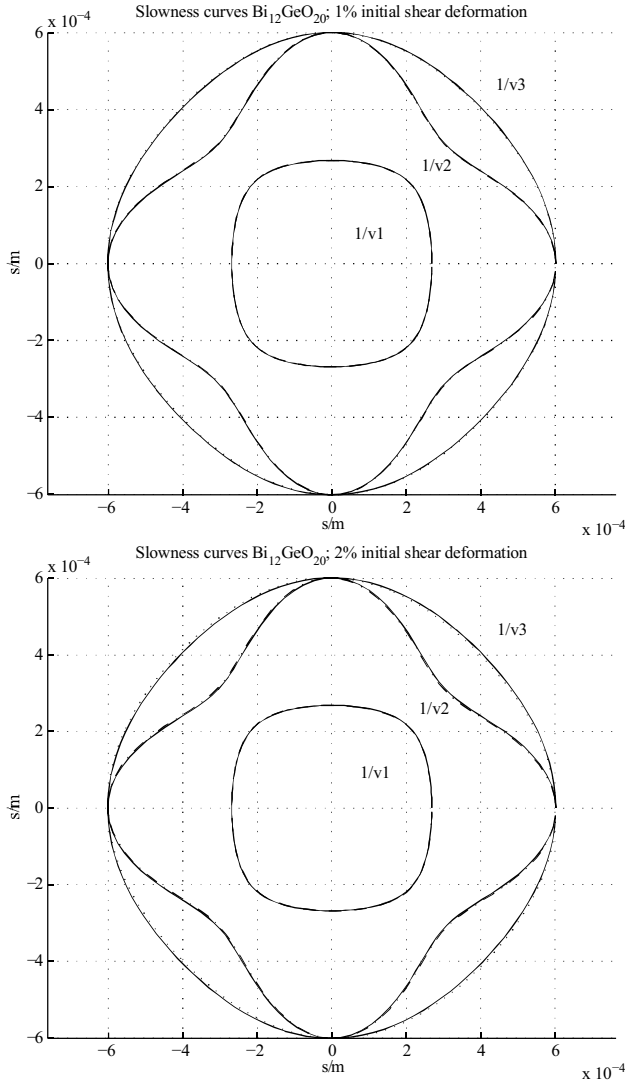 Slowness curves Bi12GeO20; 1% initial shear deformation
x 10−4
6
4
2
0
−2
−4
−6
s/m
1/v3
1/v2
1/v1
−6 −4 −2 0 2 4 6
s/m
x 10−4
Slowness curves Bi12GeO20; 2% initial shear deformation
x 10−4
6
4
2
0
−2
−4
−6
s/m
1/v3
1/v2
1/v1
−6 −4 −2 0 2 4 6
s/m
x 10−4